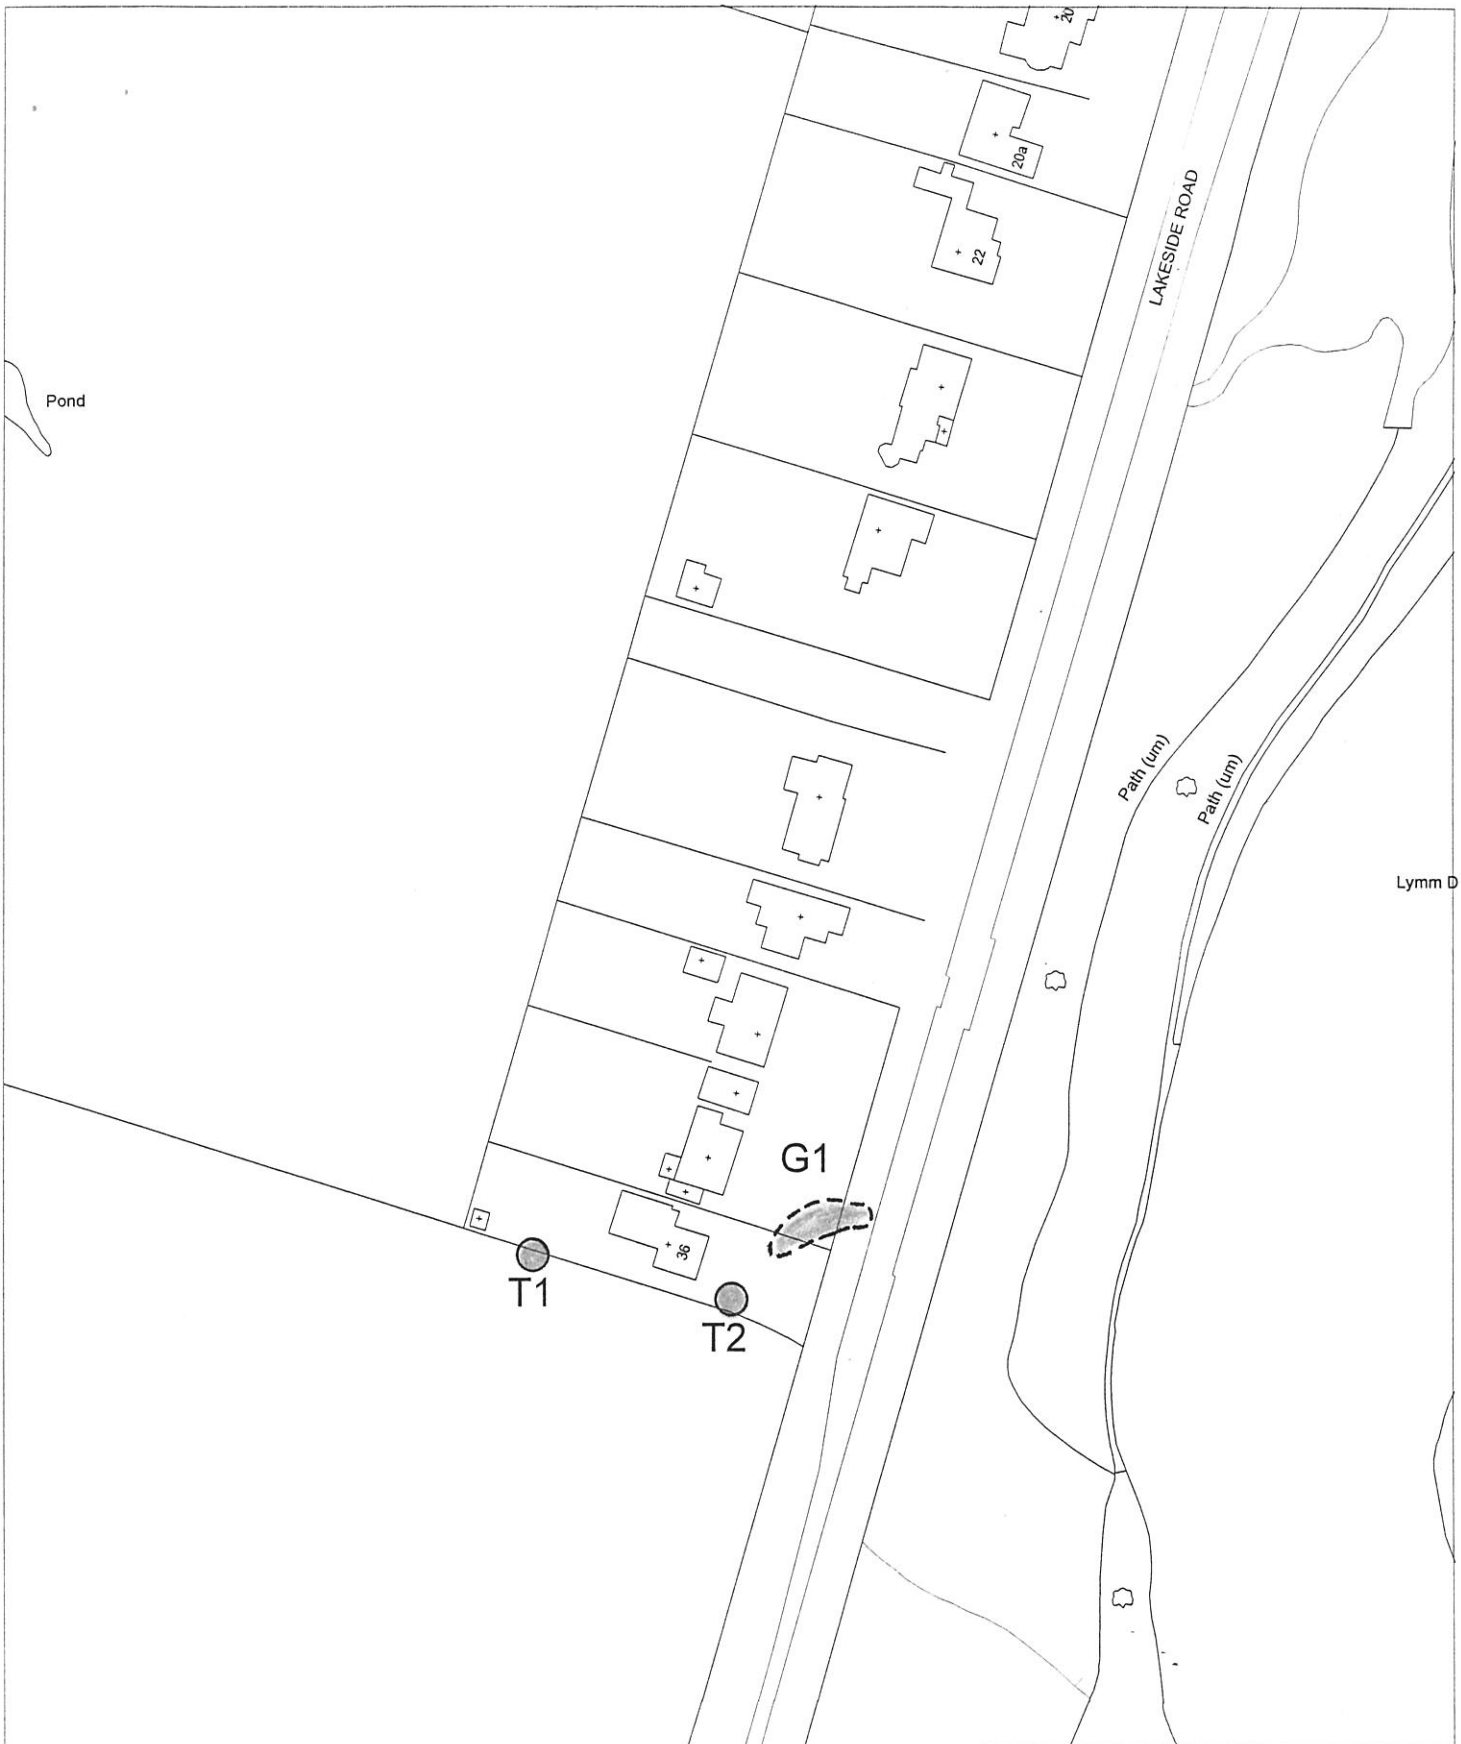 20
20a
LAKESIDE ROAD
22
Pond
Path (um)
Path (um)
Lymm D
G1
36
T1
T2